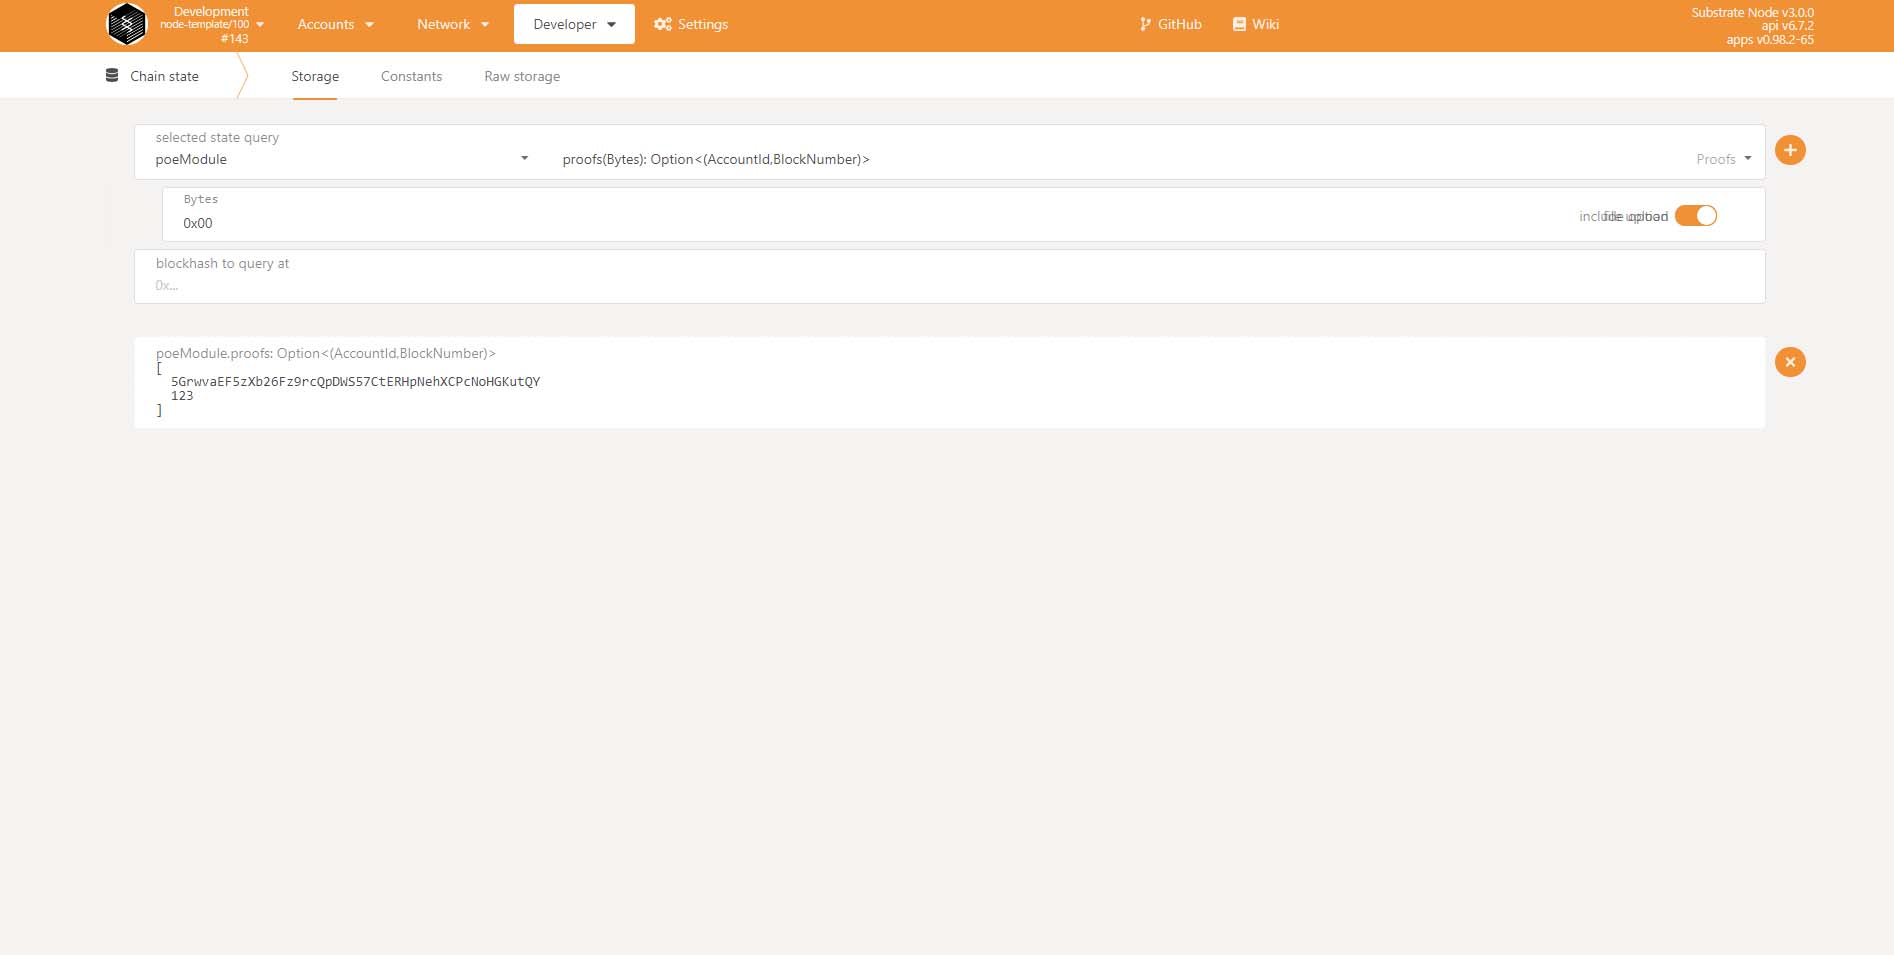 Development
node-template/100
#143
Accounts
Network
Developer
Settings
GitHub
Wiki
Substrate Node v3.0.0
api v6.7.2
apps v0.98.2-65
Chain state
Storage
Constants
Raw storage
selected state query
poeModule
proofs(Bytes): Option<(AccountId,BlockNumber)>
Proofs
Bytes
0x00
include option
file upload
blockhash to query at
0x...
poeModule.proofs: Option<(AccountId,BlockNumber)>
[
5GrwvaEF5zXb26Fz9rcQpDWS57CtERHpNehXCPcNoHGKutQY
123
]